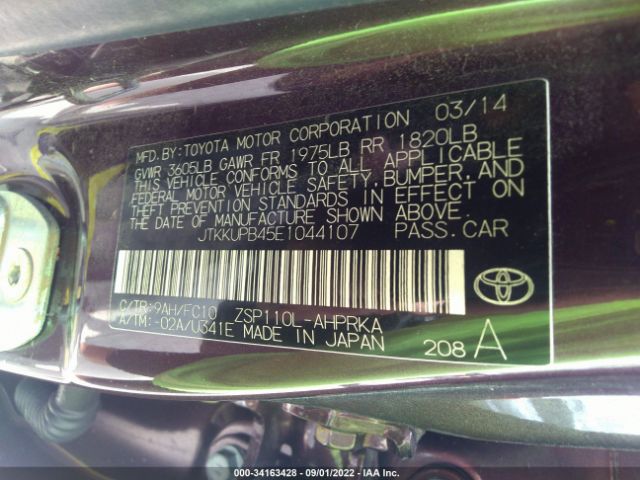 MFD.BY:TOYOTA MOTOR CORPORATION 03/14
GVWR 3605LB GAWR FR 1975LB RR 1820LB
THIS VEHICLE CONFORMS TO ALL APPLICABLE
FEDERAL MOTOR VEHICLE SAFETY,BUMPER,AND
THEFT PREVENTION STANDARDS IN EFFECT ON
THE DATE OF MANUFACTURE SHOWN ABOVE.
JTKKUPB45E1044107 PASS.CAR
C/TR:9AH/FC10 ZSP110L-AHPRKA
A/TM:-02A/U341E MADE IN JAPAN
208 A
000-34163428 - 09/01/2022 - IAA Inc.